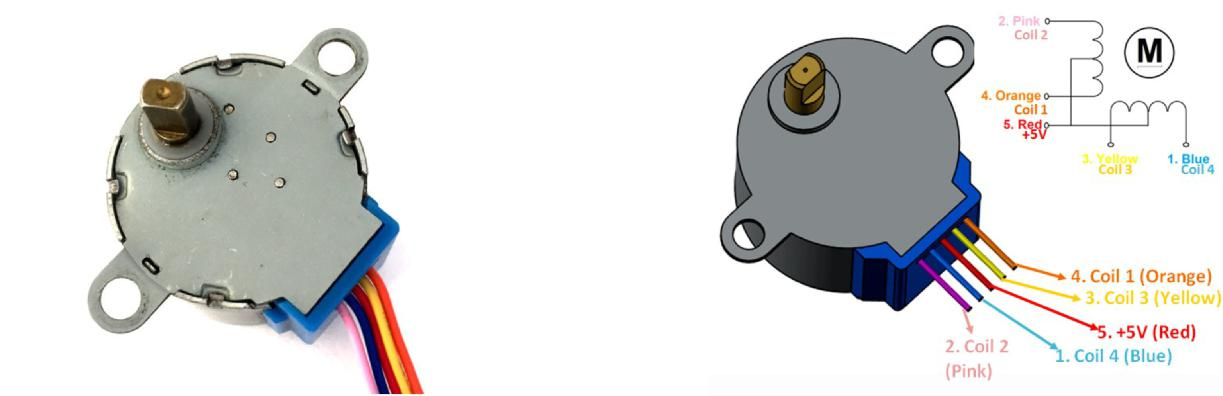 2. Pink
Coil 2
M
4. Orange
Coil 1
5. Red
+5V
3. Yellow
Coil 3
1. Blue
Coil 4
4. Coil 1 (Orange)
3. Coil 3 (Yellow)
5. +5V (Red)
1. Coil 4 (Blue)
2. Coil 2
(Pink)